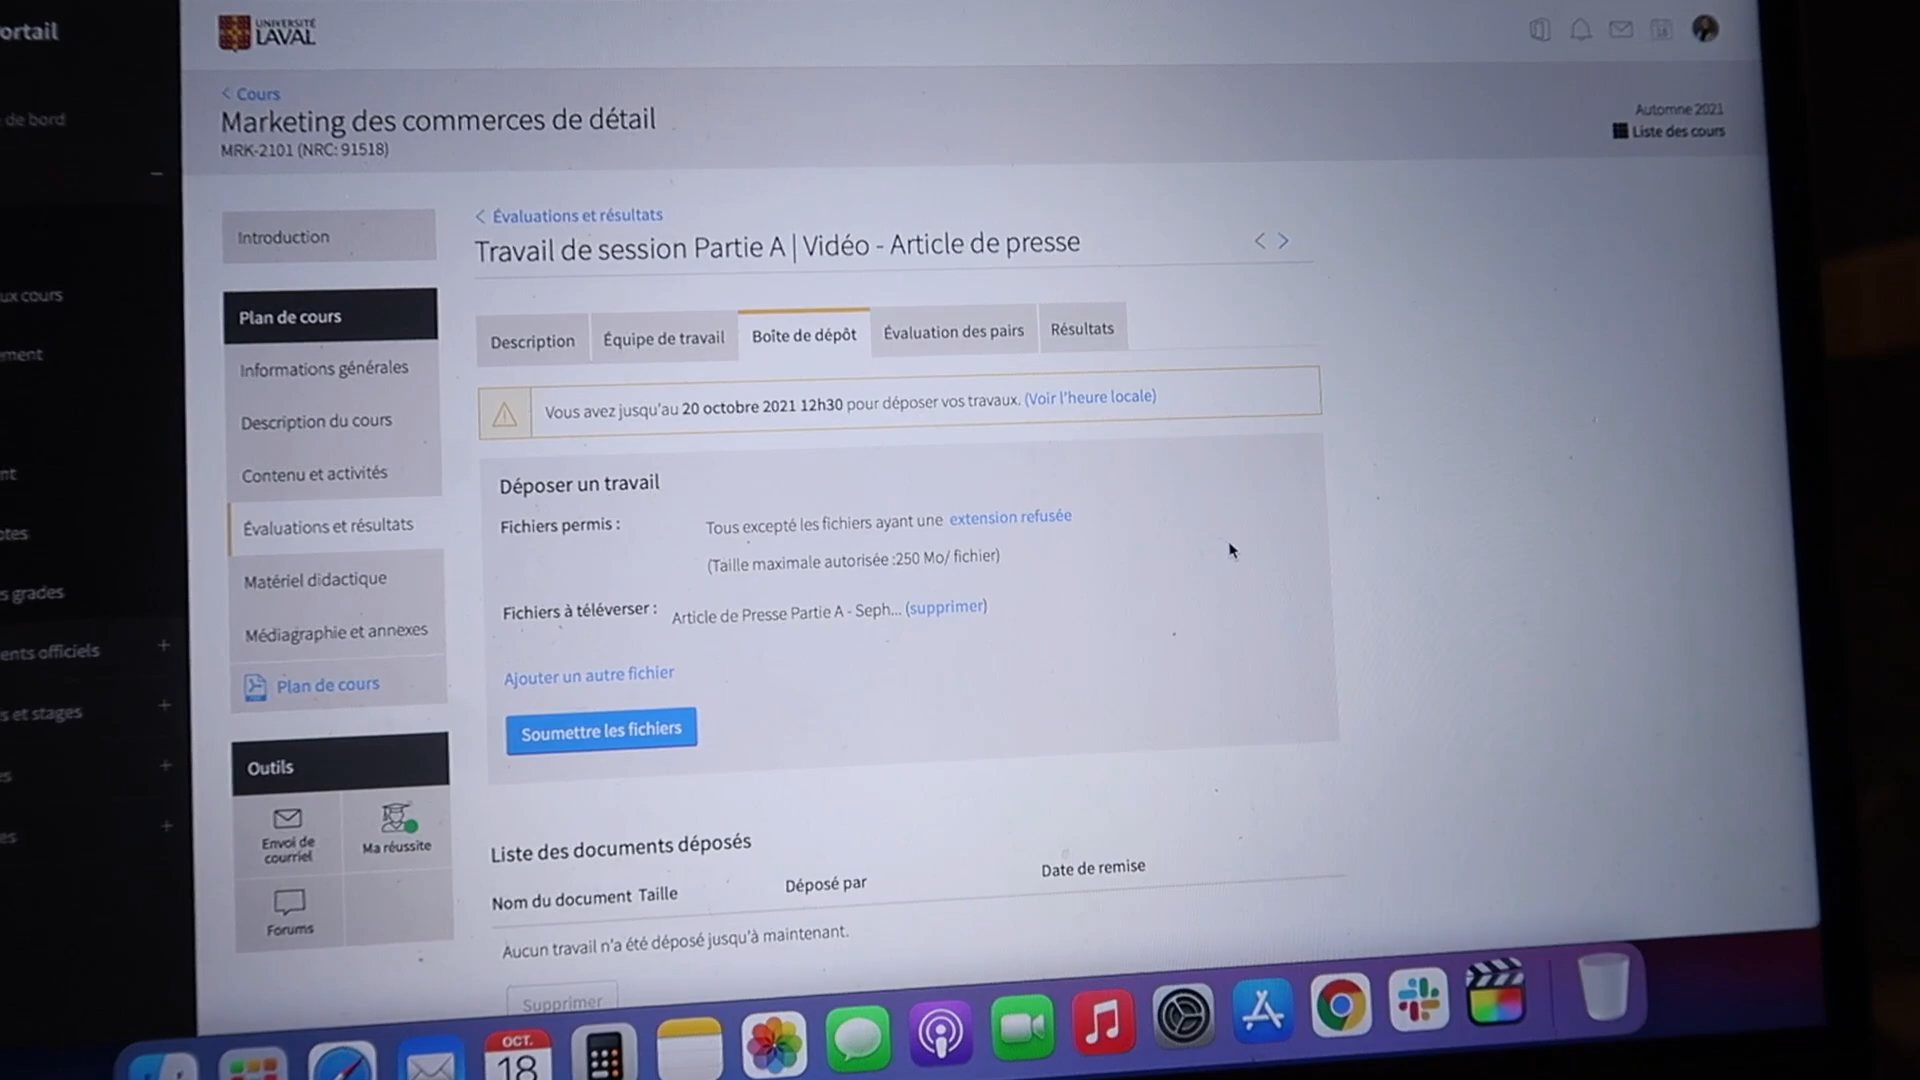 ortail
UNIVERSITÉ
LAVAL
18
< Cours
Marketing des commerces de détail
MRK-2101 (NRC: 91518)
Automne 2021
Liste des cours
de bord
ux cours
ment
nt
otes
s grades
ents officiels
s et stages
es
Introduction
Plan de cours
Informations générales
Description du cours
Contenu et activités
Évaluations et résultats
Matériel didactique
Médiagraphie et annexes
Plan de cours
Outils
Envoi de courriel
Ma réussite
Forums
< Évaluations et résultats
Travail de session Partie A | Vidéo - Article de presse
< >
Description
Équipe de travail
Boîte de dépôt
Évaluation des pairs
Résultats
Vous avez jusqu'au 20 octobre 2021 12h30 pour déposer vos travaux. (Voir l'heure locale)
Déposer un travail
Fichiers permis :
Tous excepté les fichiers ayant une extension refusée
(Taille maximale autorisée :250 Mo/ fichier)
Fichiers à téléverser :
Article de Presse Partie A - Seph... (supprimer)
Ajouter un autre fichier
Soumettre les fichiers
Liste des documents déposés
Nom du document Taille
Déposé par
Date de remise
Aucun travail n'a été déposé jusqu'à maintenant.
Supprimer
OCT.
18